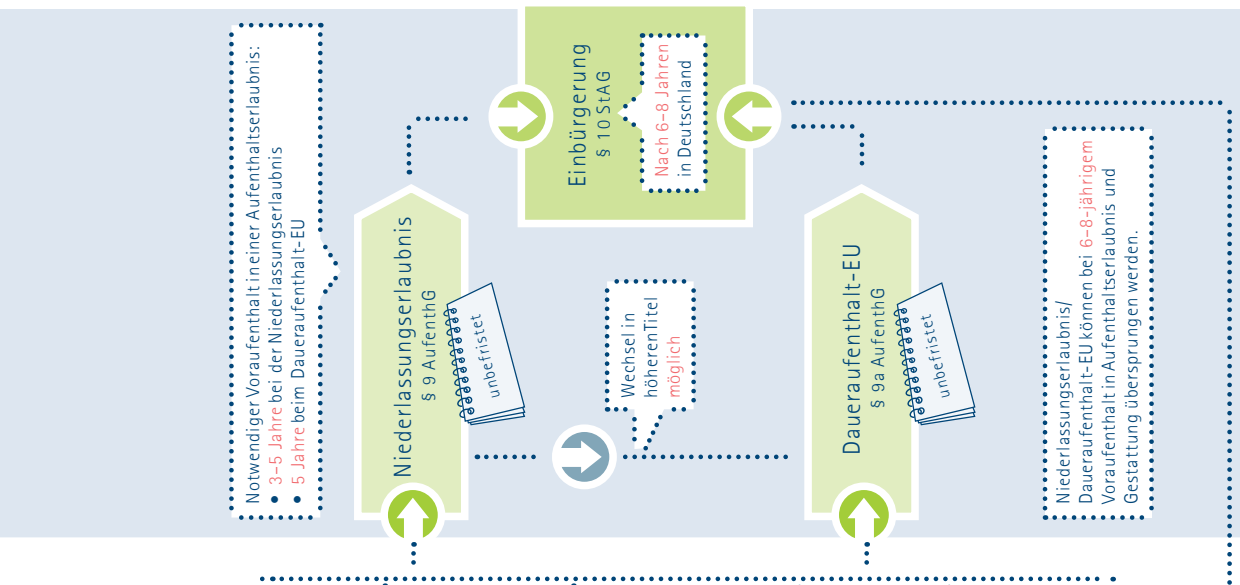 Notwendiger Voraufenthalt in einer Aufenthaltserlaubnis:
• 3–5 Jahre bei der Niederlassungserlaubnis
• 5 Jahre beim Daueraufenthalt-EU
Niederlassungserlaubnis
§ 9 AufenthG
unbefristet
Einbürgerung
§ 10 StAG
Nach 6–8 Jahren
in Deutschland
Wechsel in
höheren Titel
möglich
Daueraufenthalt-EU
§ 9a AufenthG
unbefristet
Niederlassungserlaubnis/
Daueraufenthalt-EU können bei 6–8-jährigem
Voraufenthalt in Aufenthaltserlaubnis und
Gestattung übersprungen werden.